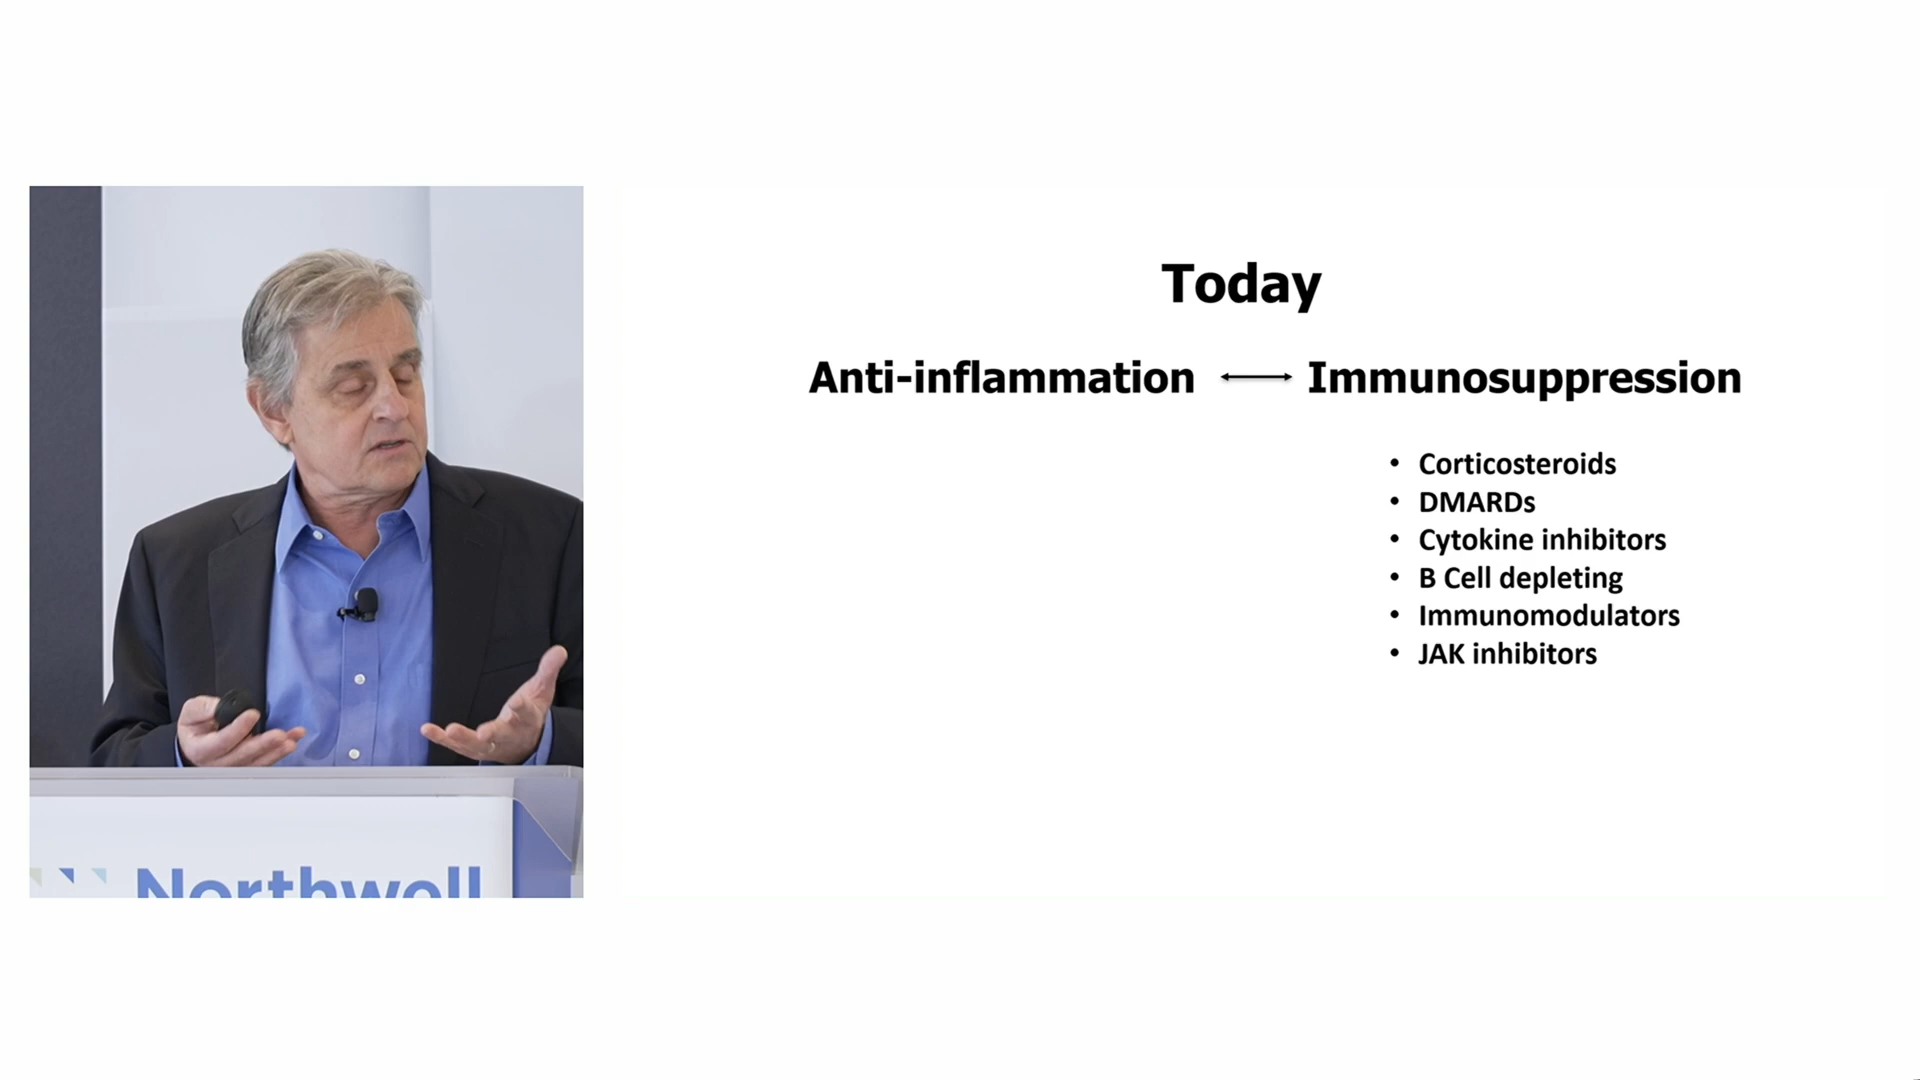 Today
Anti-inflammation ⟷ Immunosuppression
• Corticosteroids
• DMARDs
• Cytokine inhibitors
• B Cell depleting
• Immunomodulators
• JAK inhibitors
Northwell